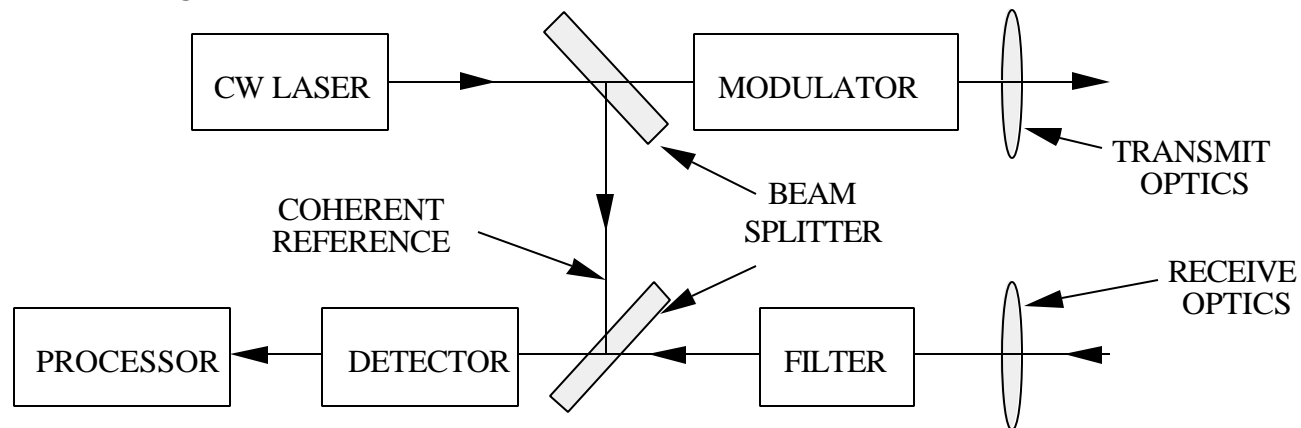 CW LASER
MODULATOR
TRANSMIT
OPTICS
COHERENT
REFERENCE
BEAM
SPLITTER
RECEIVE
OPTICS
PROCESSOR
DETECTOR
FILTER